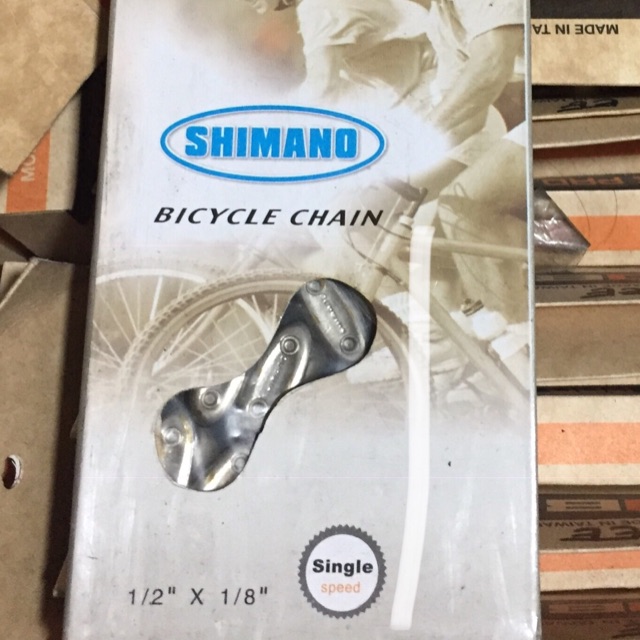 SHIMANO
BICYCLE CHAIN
1/2" X 1/8"
Single
speed
MADE IN TA